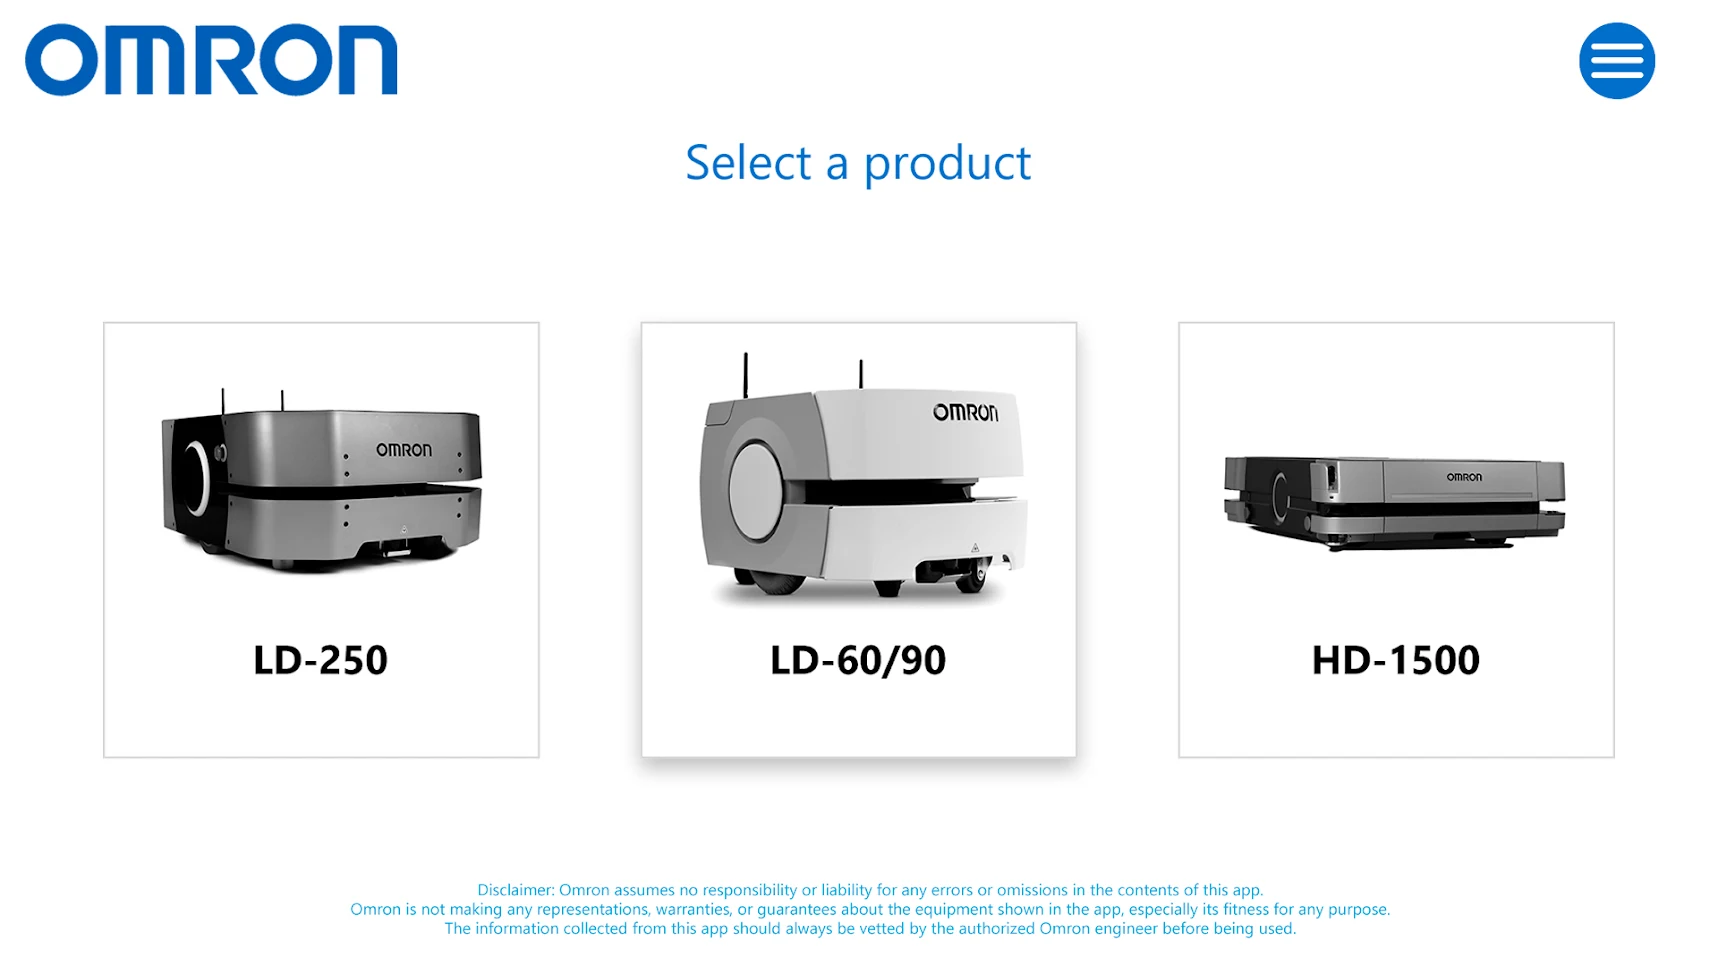 OMRON
Select a product
OMRON
OMRON
OMRON
LD-250
LD-60/90
HD-1500
Disclaimer: Omron assumes no responsibility or liability for any errors or omissions in the contents of this app.
Omron is not making any representations, warranties, or guarantees about the equipment shown in the app, especially its fitness for any purpose.
The information collected from this app should always be vetted by the authorized Omron engineer before being used.